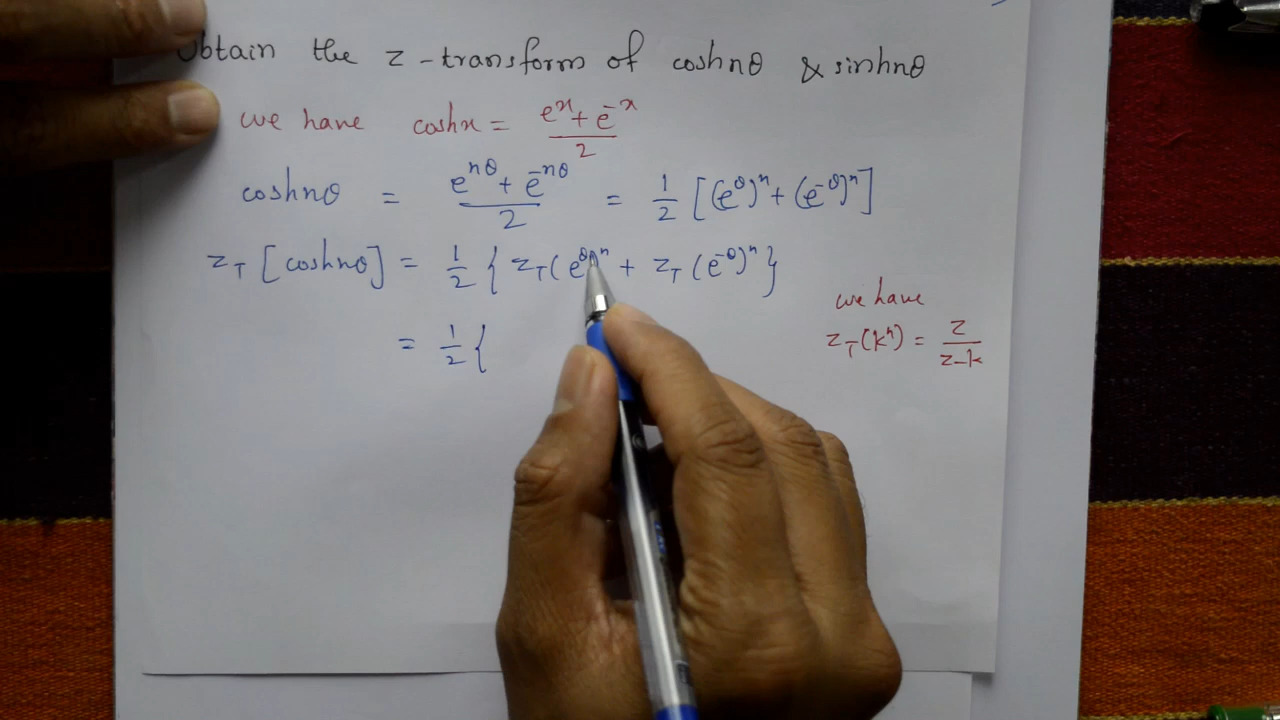 Obtain the z-transform of coshnθ & sinhnθ
we have coshx = (e^x + e^-x)/2
coshnθ = (e^nθ + e^-nθ)/2 = 1/2 [(e^θ)^n + (e^-θ)^n]
z_T [coshnθ] = 1/2 { z_T (e^θ)^n + z_T (e^-θ)^n }
we have
= 1/2 {
z_T (k^n) = z/(z-k)